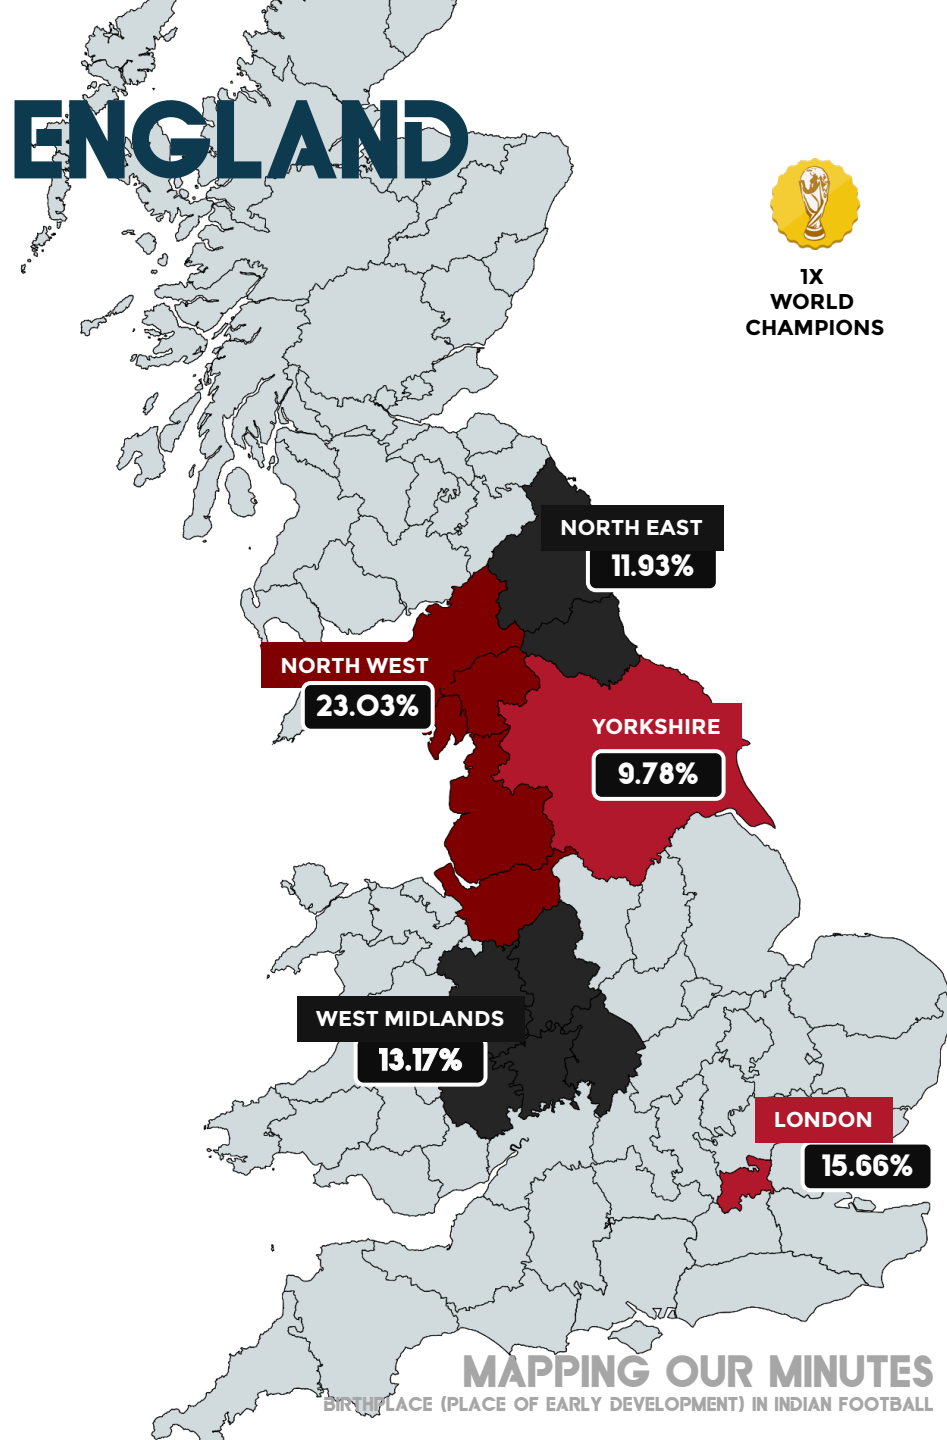 ENGLAND
1X
WORLD
CHAMPIONS
NORTH EAST
11.93%
NORTH WEST
23.03%
YORKSHIRE
9.78%
WEST MIDLANDS
13.17%
LONDON
15.66%
MAPPING OUR MINUTES
BIRTHPLACE (PLACE OF EARLY DEVELOPMENT) IN INDIAN FOOTBALL